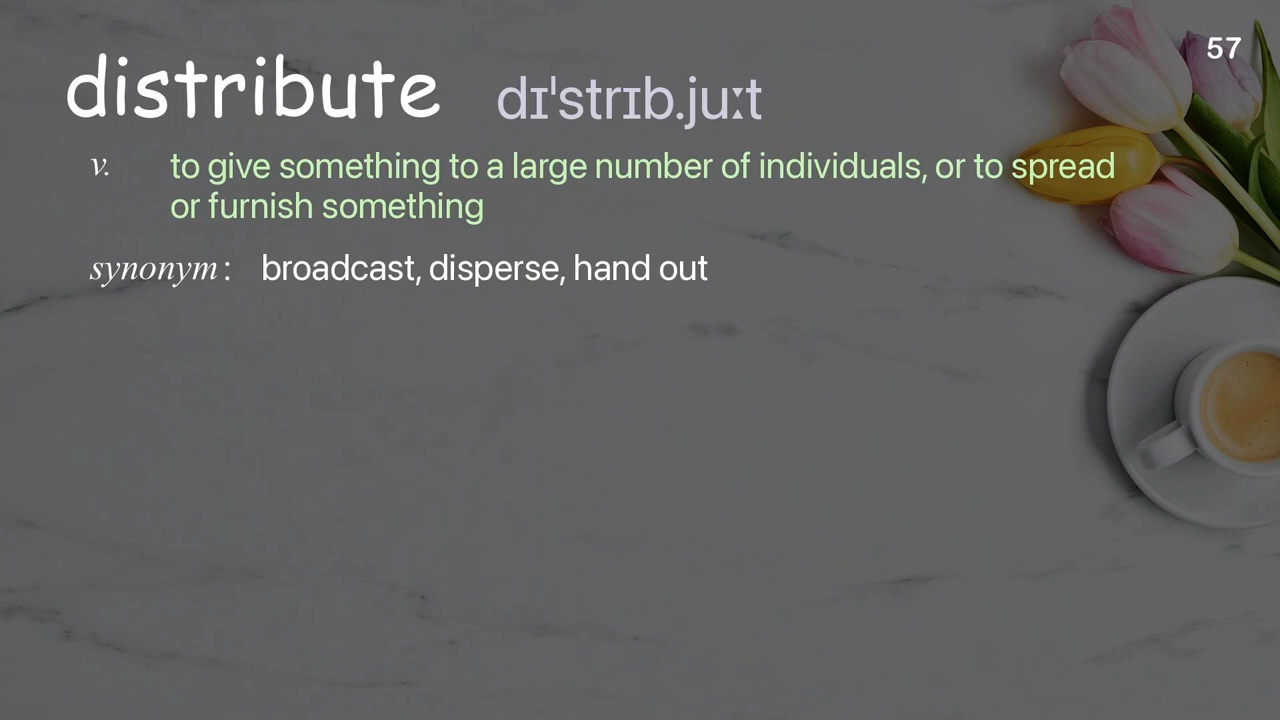 57
distribute dɪˈstrɪb.juːt
v. to give something to a large number of individuals, or to spread
or furnish something
synonym : broadcast, disperse, hand out